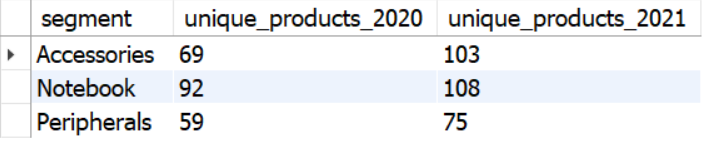 segment unique_products_2020 unique_products_2021
Accessories 69 103
Notebook 92 108
Peripherals 59 75